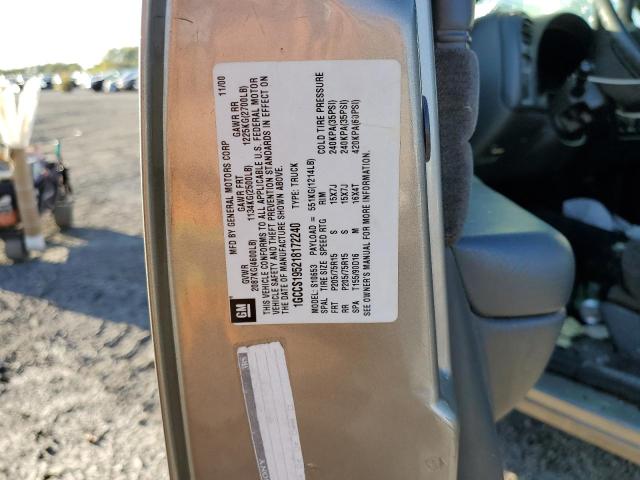 GM
MFD BY GENERAL MOTORS CORP 11/00
GVWR GAWR FRT GAWR RR
2087KG(4600LB) 1134KG(2500LB) 1225KG(2700LB)
THIS VEHICLE CONFORMS TO ALL APPLICABLE U.S. FEDERAL MOTOR
VEHICLE SAFETY AND THEFT PREVENTION STANDARDS IN EFFECT ON
THE DATE OF MANUFACTURE SHOWN ABOVE.
1GCCS195218172240 TYPE: TRUCK
MODEL: S10653 PAYLOAD = 551KG(1214LB)
SPAL TIRE SIZE SPEED RTG RIM COLD TIRE PRESSURE
FRT P205/75R15 S 15X7J 240KPA(35PSI)
RR P205/75R15 S 15X7J 240KPA(35PSI)
SPA T155/90D16 M 16X4T 420KPA(60PSI)
SEE OWNER'S MANUAL FOR MORE INFORMATION.